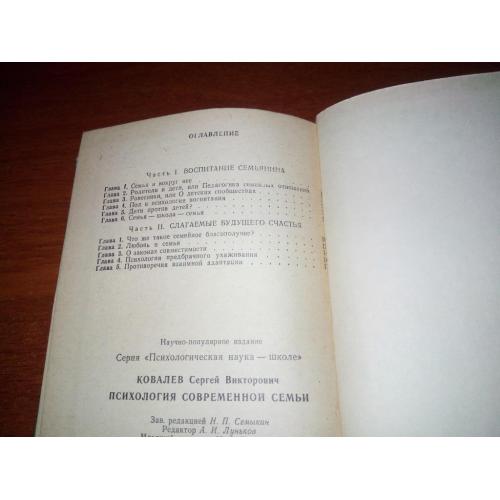 ОГЛАВЛЕНИЕ
Часть I. ВОСПИТАНИЕ СЕМЬЯНИНА
Глава 1. Семья и вокруг нее
Глава 2. Родители и дети, или Педагогика семейных отношений
Глава 3. Ровесники, или О детских сообществах
Глава 4. Пол и психология воспитания
Глава 5. Дети против детей?
Глава 6. Семья — школа — семья
Часть II. СЛАГАЕМЫЕ БУДУЩЕГО СЧАСТЬЯ
Глава 1. Что же такое семейное благополучие?
Глава 2. Любовь и семья
Глава 3. О законах совместимости
Глава 4. Психология предбрачного ухаживания
Глава 5. Противоречия взаимной адаптации
Научно-популярное издание
Серия «Психологическая наука — школе»
КОВАЛЕВ Сергей Викторович
ПСИХОЛОГИЯ СОВРЕМЕННОЙ СЕМЬИ
Зав. редакцией Н. П. Семыкин
Редактор А. И. Луньков